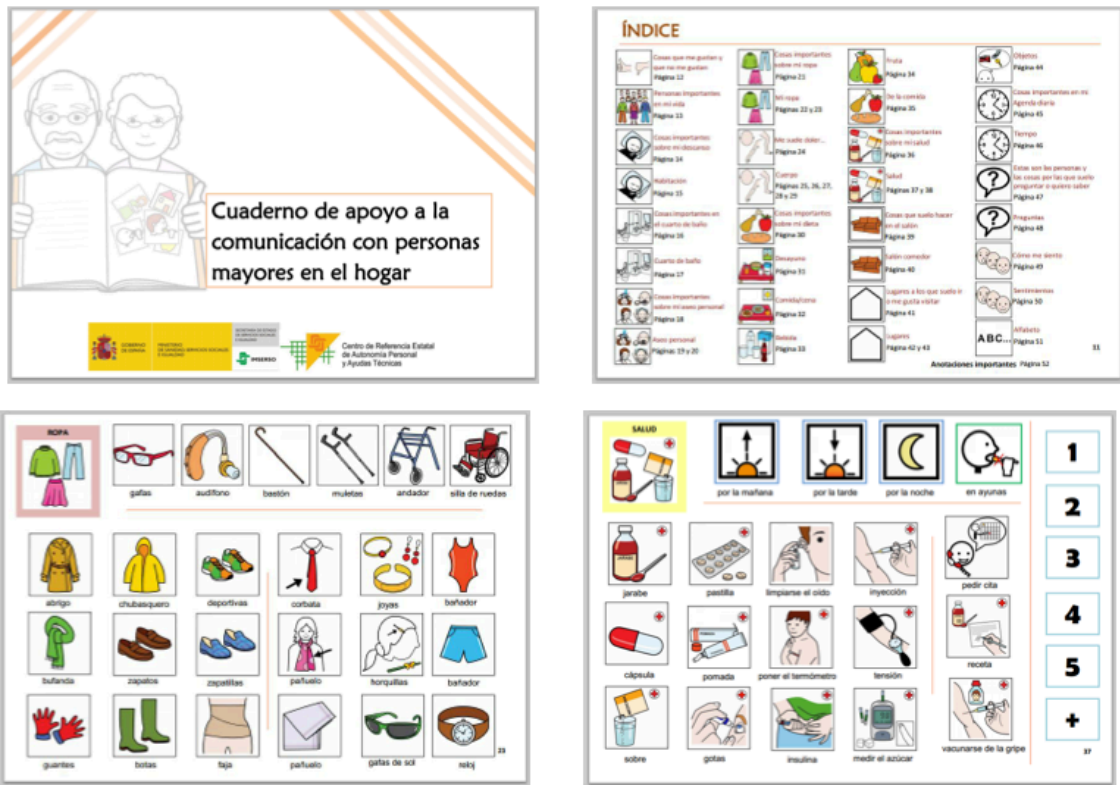 Cuaderno de apoyo a la
comunicación con personas
mayores en el hogar
GOBIERNO
DE ESPAÑA
MINISTERIO
DE SANIDAD, SERVICIOS SOCIALES
E IGUALDAD
IMSERSO
Centro de Referencia Estatal
de Autonomía Personal
y Ayudas Técnicas
ÍNDICE
Cosas que me gustan y
que no me gustan
Página 12
Personas importantes
en mi vida
Página 13
Cosas importantes
sobre mi descanso
Página 14
Habitación
Página 15
Cosas importantes en
el cuarto de baño
Página 16
Cuarto de baño
Página 17
Cosas importantes
sobre mi aseo personal
Página 18
Aseo personal
Páginas 19 y 20
Cosas importantes
sobre mi ropa
Página 21
Mi ropa
Páginas 22 y 23
Me suele doler...
Página 24
Cuerpo
Páginas 25, 26, 27,
28 y 29
Cosas importantes
sobre mi dieta
Página 30
Desayuno
Página 31
Comida/cena
Página 32
Bebida
Página 33
Fruta
Página 34
De la comida
Página 35
Cosas importantes
sobre mi salud
Página 36
Salud
Páginas 37 y 38
Cosas que suelo hacer
en el salón
Página 39
Salón comedor
Página 40
Lugares a los que suelo ir
o me gusta visitar
Página 41
Lugares
Página 42 y 43
Objetos
Página 44
Cosas importantes en mi
Agenda diaria
Página 45
Tiempo
Página 46
Estas son las personas y
las cosas por las que suelo
preguntar o quiero saber
Página 47
Preguntas
Página 48
Cómo me siento
Página 49
Sentimientos
Página 50
ABC...
Alfabeto
Página 51
Anotaciones importantes Página 52
11
ROPA
gafas audífono bastón muletas andador silla de ruedas
abrigo chubasquero deportivas corbata joyas bañador
bufanda zapatos zapatillas pañuelo horquillas bañador
guantes botas faja pañuelo gafas de sol reloj
23
SALUD
por la mañana por la tarde por la noche en ayunas
jarabe pastilla limpiarse el oído inyección pedir cita
cápsula pomada poner el termómetro tensión receta
sobre gotas insulina medir el azúcar vacunarse de la gripe
1
2
3
4
5
+
37